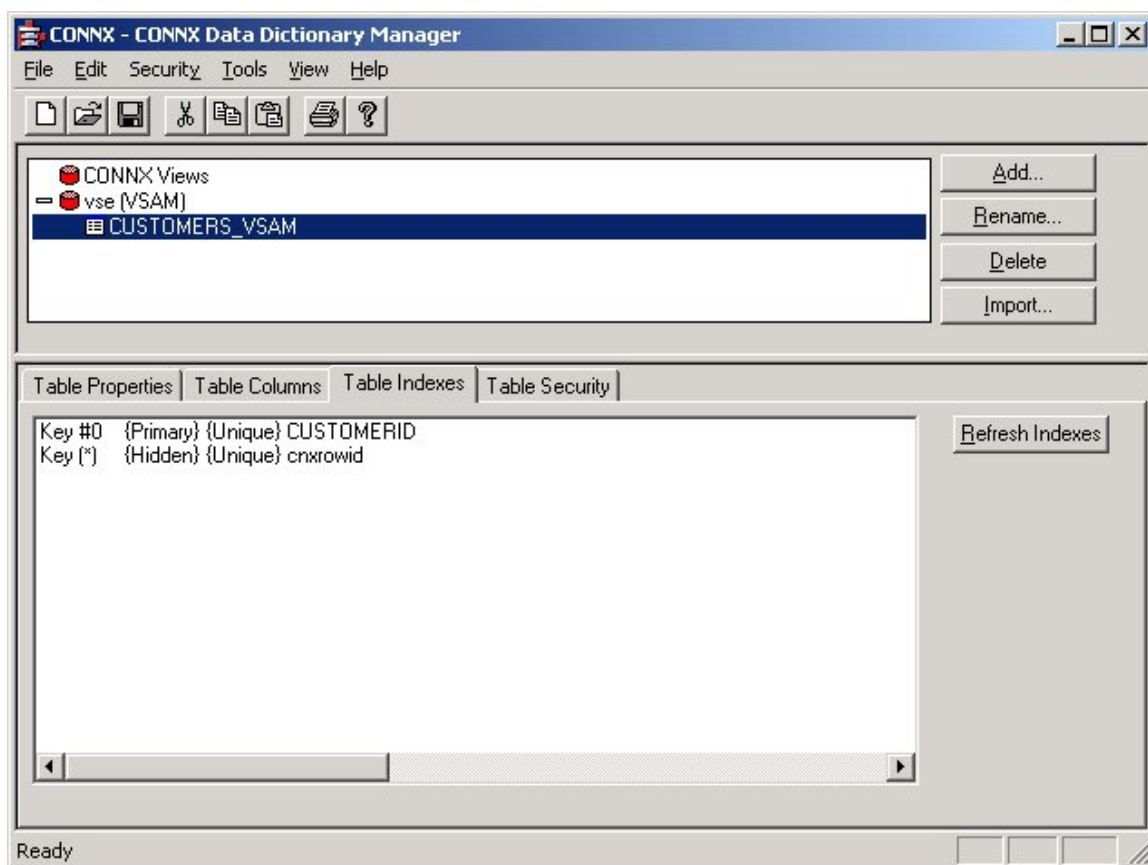 CONNX - CONNX Data Dictionary Manager
File Edit Security Tools View Help
CONNX Views
vse (VSAM)
CUSTOMERS_VSAM
Add...
Rename...
Delete
Import...
Table Properties Table Columns Table Indexes Table Security
Key #0 {Primary} {Unique} CUSTOMERID
Key (*) {Hidden} {Unique} cnxrowid
Refresh Indexes
Ready